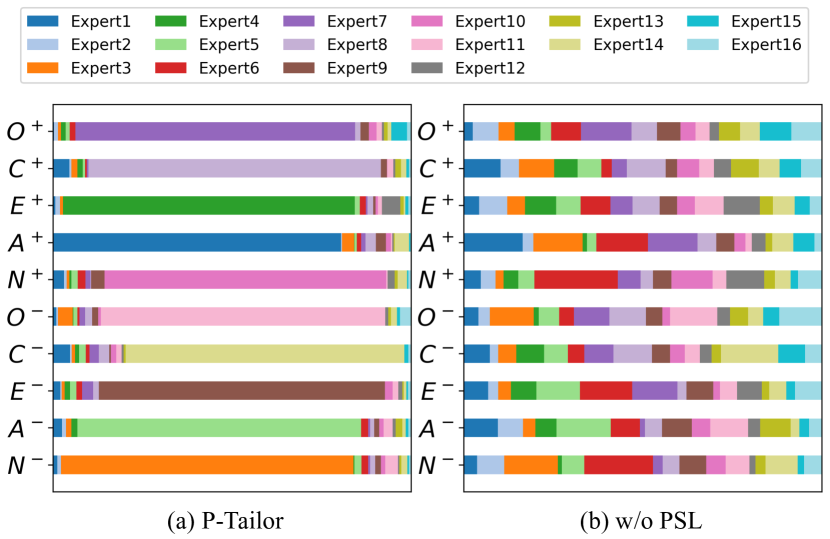 Expert1 Expert4 Expert7 Expert10 Expert13 Expert15
Expert2 Expert5 Expert8 Expert11 Expert14 Expert16
Expert3 Expert6 Expert9 Expert12
O⁺ O⁺
C⁺ C⁺
E⁺ E⁺
A⁺ A⁺
N⁺ N⁺
O⁻ O⁻
C⁻ C⁻
E⁻ E⁻
A⁻ A⁻
N⁻ N⁻
(a) P-Tailor (b) w/o PSL